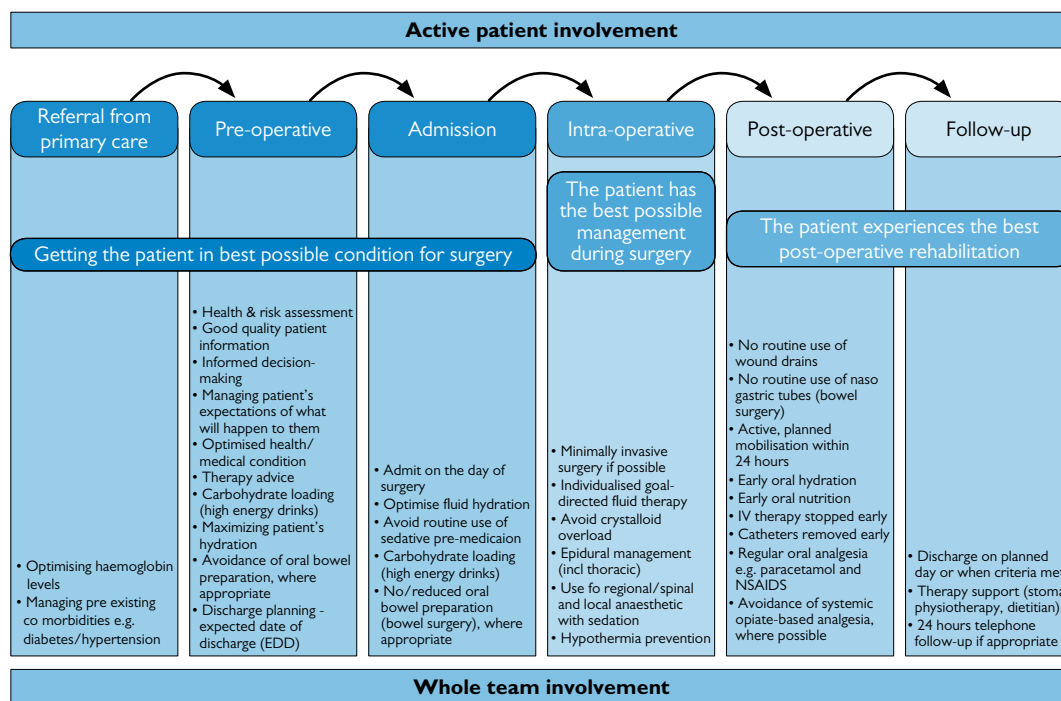 Active patient involvement
Referral from
primary care
Pre-operative
Admission
Intra-operative
Post-operative
Follow-up
Getting the patient in best possible condition for surgery
The patient has
the best possible
management
during surgery
The patient experiences the best
post-operative rehabilitation
• Optimising haemoglobin
levels
• Managing pre existing
co morbidities e.g.
diabetes/hypertension
• Health & risk assessment
• Good quality patient
information
• Informed decision-
making
• Managing patient's
expectations of what
will happen to them
• Optimised health/
medical condition
• Therapy advice
• Carbohydrate loading
(high energy drinks)
• Maximizing patient's
hydration
• Avoidance of oral bowel
preparation, where
appropriate
• Discharge planning -
expected date of
discharge (EDD)
• Admit on the day of
surgery
• Optimise fluid hydration
• Avoid routine use of
sedative pre-medicaion
• Carbohydrate loading
(high energy drinks)
• No/reduced oral
bowel preparation
(bowel surgery), where
appropriate
• Minimally invasive
surgery if possible
• Individualised goal-
directed fluid therapy
• Avoid crystalloid
overload
• Epidural management
(incl thoracic)
• Use fo regional/spinal
and local anaesthetic
with sedation
• Hypothermia prevention
• No routine use of
wound drains
• No routine use of naso
gastric tubes (bowel
surgery)
• Active, planned
mobilisation within
24 hours
• Early oral hydration
• Early oral nutrition
• IV therapy stopped early
• Catheters removed early
• Regular oral analgesia
e.g. paracetamol and
NSAIDS
• Avoidance of systemic
opiate-based analgesia,
where possible
• Discharge on planned
day or when criteria met
• Therapy support (stoma
physiotherapy, dietitian)
• 24 hours telephone
follow-up if appropriate
Whole team involvement